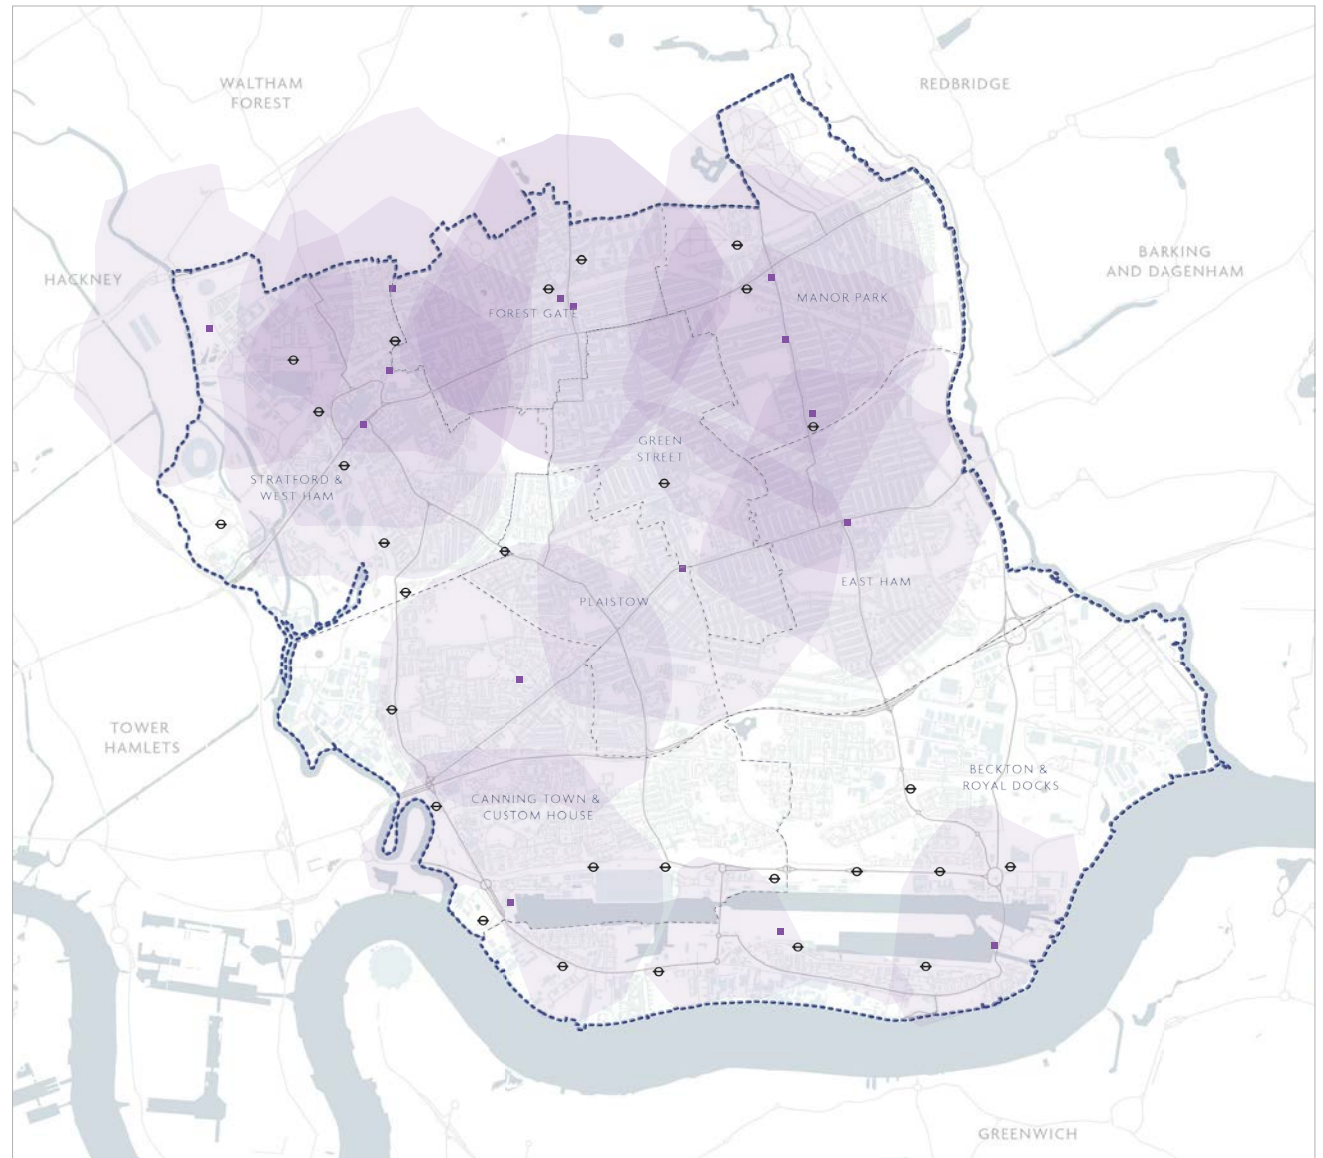 WALTHAM
FOREST
REDBRIDGE
HACKNEY
BARKING
AND DAGENHAM
MANOR PARK
FOREST GATE
GREEN
STREET
STRATFORD &
WEST HAM
EAST HAM
PLAISTOW
TOWER
HAMLETS
BECKTON &
ROYAL DOCKS
CANNING TOWN &
CUSTOM HOUSE
GREENWICH